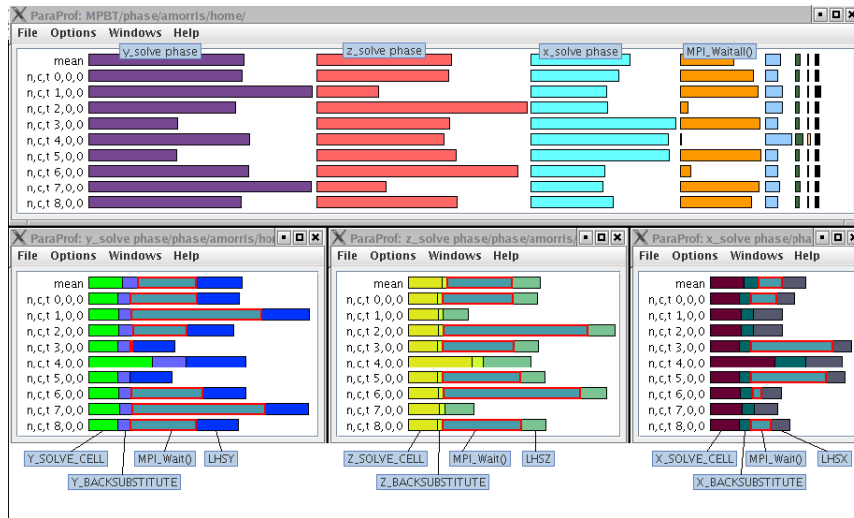 ParaProf: MPBT/phase/amorris/home/
File Options Windows Help
y_solve phase z_solve phase x_solve phase MPI_Waitall()
mean
n,c,t 0,0,0
n,c,t 1,0,0
n,c,t 2,0,0
n,c,t 3,0,0
n,c,t 4,0,0
n,c,t 5,0,0
n,c,t 6,0,0
n,c,t 7,0,0
n,c,t 8,0,0
ParaProf: y_solve phase/phase/amorris/ho
File Options Windows Help
mean
n,c,t 0,0,0
n,c,t 1,0,0
n,c,t 2,0,0
n,c,t 3,0,0
n,c,t 4,0,0
n,c,t 5,0,0
n,c,t 6,0,0
n,c,t 7,0,0
n,c,t 8,0,0
Y_SOLVE_CELL MPI_Wait() LHSY
Y_BACKSUBSTITUTE
ParaProf: z_solve phase/phase/amorris/
File Options Windows Help
mean
n,c,t 0,0,0
n,c,t 1,0,0
n,c,t 2,0,0
n,c,t 3,0,0
n,c,t 4,0,0
n,c,t 5,0,0
n,c,t 6,0,0
n,c,t 7,0,0
n,c,t 8,0,0
Z_SOLVE_CELL MPI_Wait() LHSZ
Z_BACKSUBSTITUTE
ParaProf: x_solve phase/pha
File Options Windows Help
mean
n,c,t 0,0,0
n,c,t 1,0,0
n,c,t 2,0,0
n,c,t 3,0,0
n,c,t 4,0,0
n,c,t 5,0,0
n,c,t 6,0,0
n,c,t 7,0,0
n,c,t 8,0,0
X_SOLVE_CELL MPI_Wait() LHSX
X_BACKSUBSTITUTE